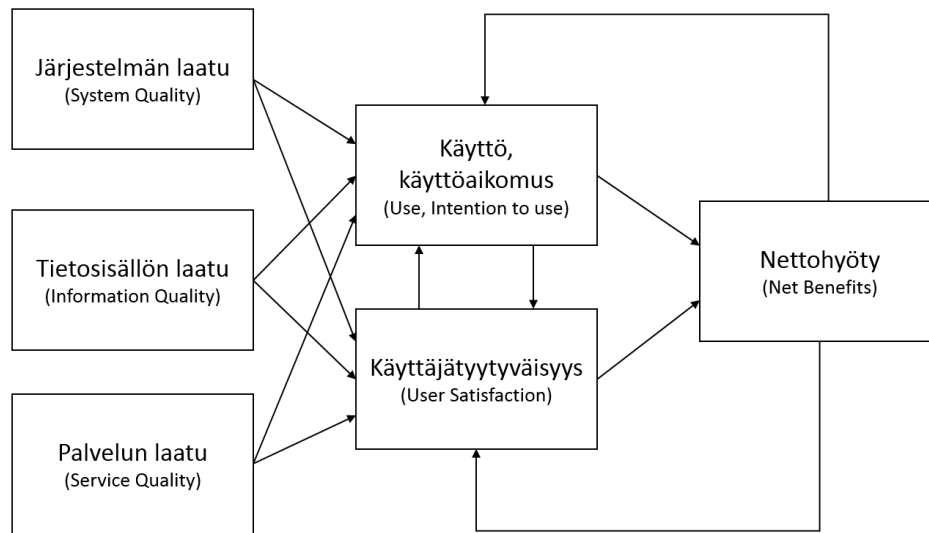 Järjestelmän laatu
(System Quality)
Tietosisällön laatu
(Information Quality)
Palvelun laatu
(Service Quality)
Käyttö,
käyttöaikomus
(Use, Intention to use)
Käyttäjätyytyväisyys
(User Satisfaction)
Nettohyöty
(Net Benefits)